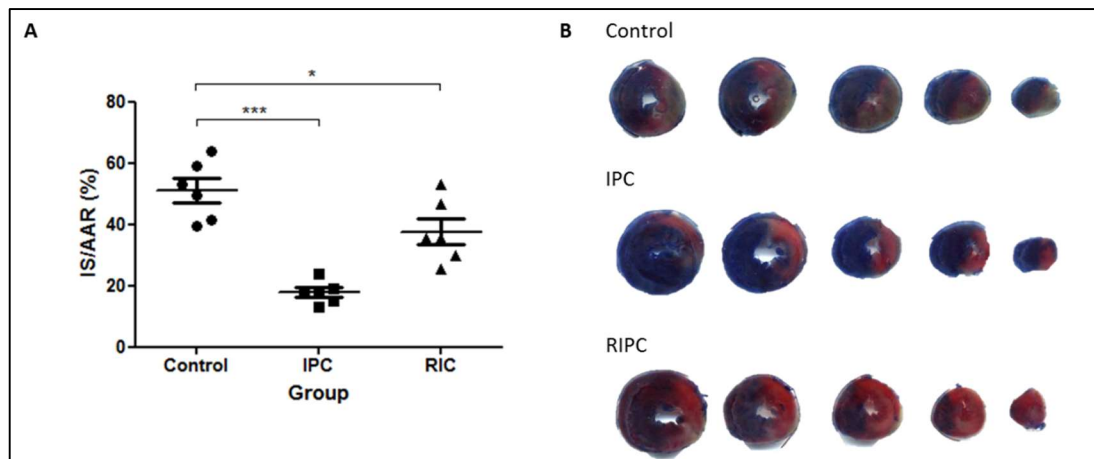 A
*
***
80
60
40
20
0
IS/AAR (%)
Control IPC RIC
Group
B
Control
IPC
RIPC